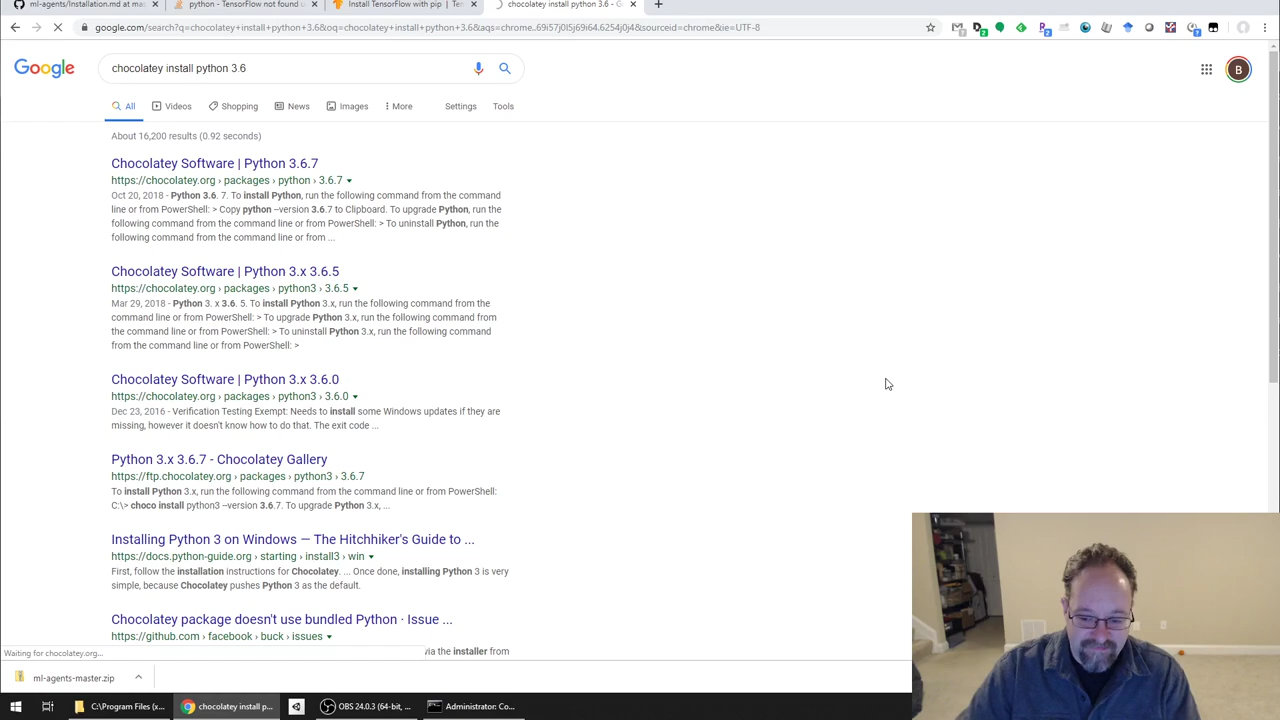 ml-agents/Installation.md at mas
python - TensorFlow not found u
Install TensorFlow with pip | Ten
chocolatey install python 3.6 - G
google.com/search?q=chocolatey+install+python+3.6&oq=chocolatey+install+python+3.6&aqs=chrome..69i57j0l5j69i64.6254j0j4&sourceid=chrome&ie=UTF-8
Google
chocolatey install python 3.6
B
All Videos Shopping News Images More Settings Tools
About 16,200 results (0.92 seconds)
Chocolatey Software | Python 3.6.7
https://chocolatey.org › packages › python › 3.6.7
Oct 20, 2018 - Python 3.6. 7. To install Python, run the following command from the command
line or from PowerShell: > Copy python –version 3.6.7 to Clipboard. To upgrade Python, run the
following command from the command line or from PowerShell: > To uninstall Python, run the
following command from the command line or from ...
Chocolatey Software | Python 3.x 3.6.5
https://chocolatey.org › packages › python3 › 3.6.5
Mar 29, 2018 - Python 3. x 3.6. 5. To install Python 3.x, run the following command from the
command line or from PowerShell: > To upgrade Python 3.x, run the following
command from the command line or from PowerShell: > To uninstall Python 3.x, run the
following command from the command line or from PowerShell: >
Chocolatey Software | Python 3.x 3.6.0
https://chocolatey.org › packages › python3 › 3.6.0
Dec 23, 2016 - Verification Testing Exempt: Needs to install some Windows updates if they are
missing, however it doesn't know how to do that. The exit code ...
Python 3.x 3.6.7 - Chocolatey Gallery
https://ftp.chocolatey.org › packages › python3 › 3.6.7
To install Python 3.x, run the following command from the command line or from PowerShell:
C:\> choco install python3 –version 3.6.7. To upgrade Python 3.x, ...
Installing Python 3 on Windows — The Hitchhiker's Guide to ...
https://docs.python-guide.org › starting › install3 › win
First, follow the installation instructions for Chocolatey. ... Once done, installing Python 3 is very
simple, because Chocolatey pushes Python 3 as the default.
Chocolatey package doesn't use bundled Python · Issue ...
https://github.com › facebook › buck › issues
via the installer from
Waiting for chocolatey.org...
ml-agents-master.zip
C:\Program Files (x...
chocolatey install p...
OBS 24.0.3 (64-bit, ...
Administrator: Co...